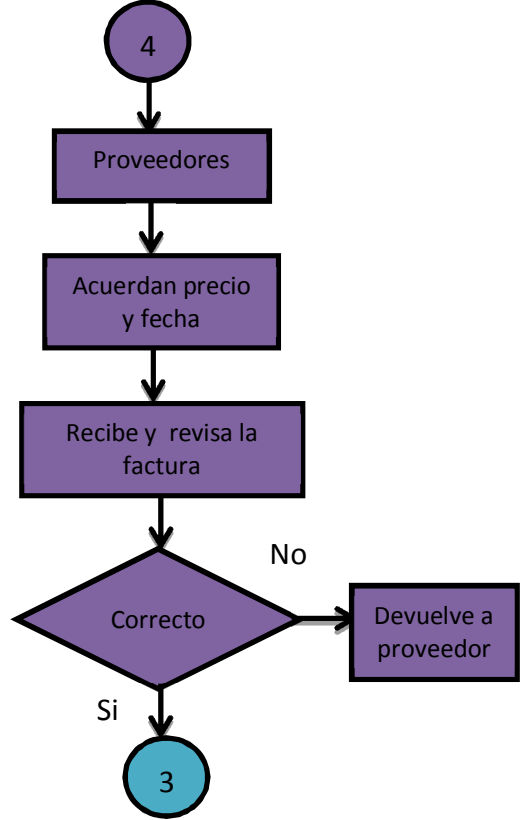 4
Proveedores
Acuerdan precio
y fecha
Recibe y revisa la
factura
No
Correcto
Devuelve a
proveedor
Si
3